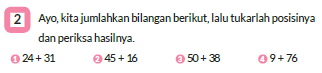 2 Ayo, kita jumlahkan bilangan berikut, lalu tukarlah posisinya
dan periksa hasilnya.
1 24 + 31 2 45 + 16 3 50 + 38 4 9 + 76